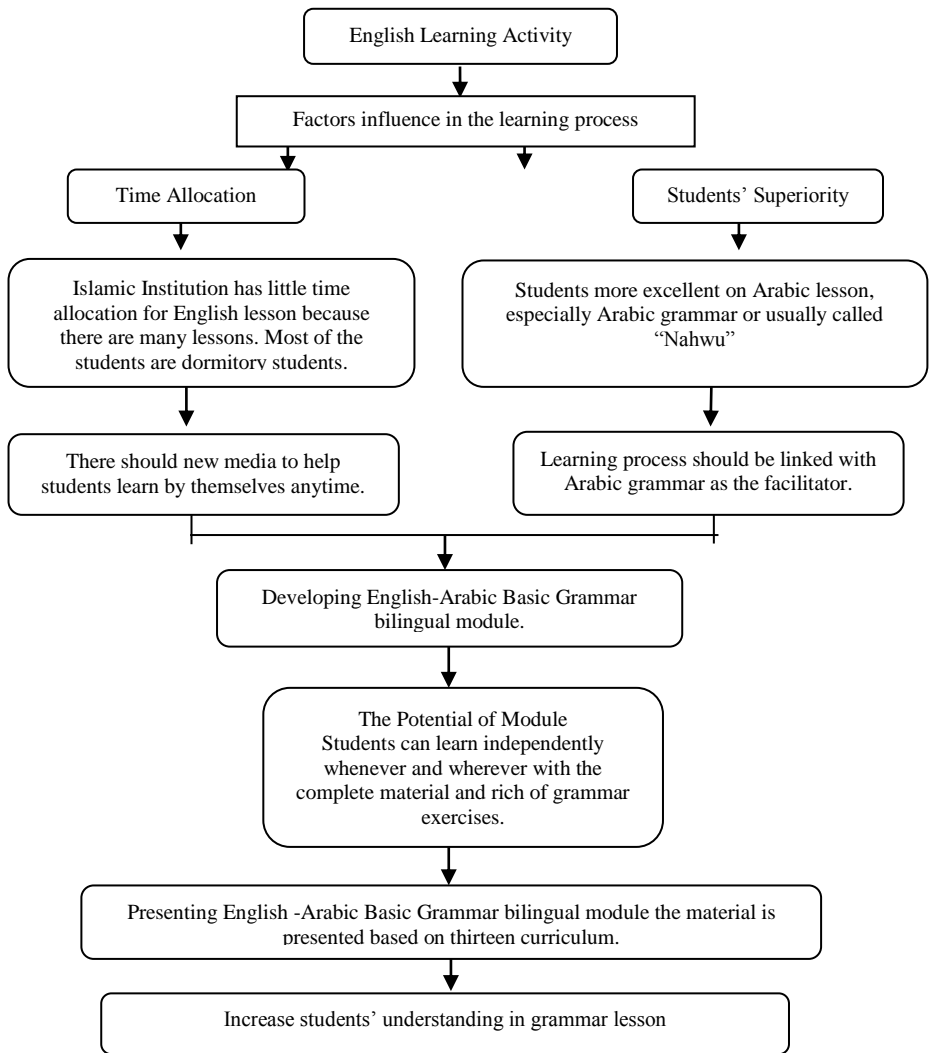 English Learning Activity
Factors influence in the learning process
Time Allocation
Students’ Superiority
Islamic Institution has little time
allocation for English lesson because
there are many lessons. Most of the
students are dormitory students.
Students more excellent on Arabic lesson,
especially Arabic grammar or usually called
“Nahwu”
There should new media to help
students learn by themselves anytime.
Learning process should be linked with
Arabic grammar as the facilitator.
Developing English-Arabic Basic Grammar
bilingual module.
The Potential of Module
Students can learn independently
whenever and wherever with the
complete material and rich of grammar
exercises.
Presenting English -Arabic Basic Grammar bilingual module the material is
presented based on thirteen curriculum.
Increase students’ understanding in grammar lesson